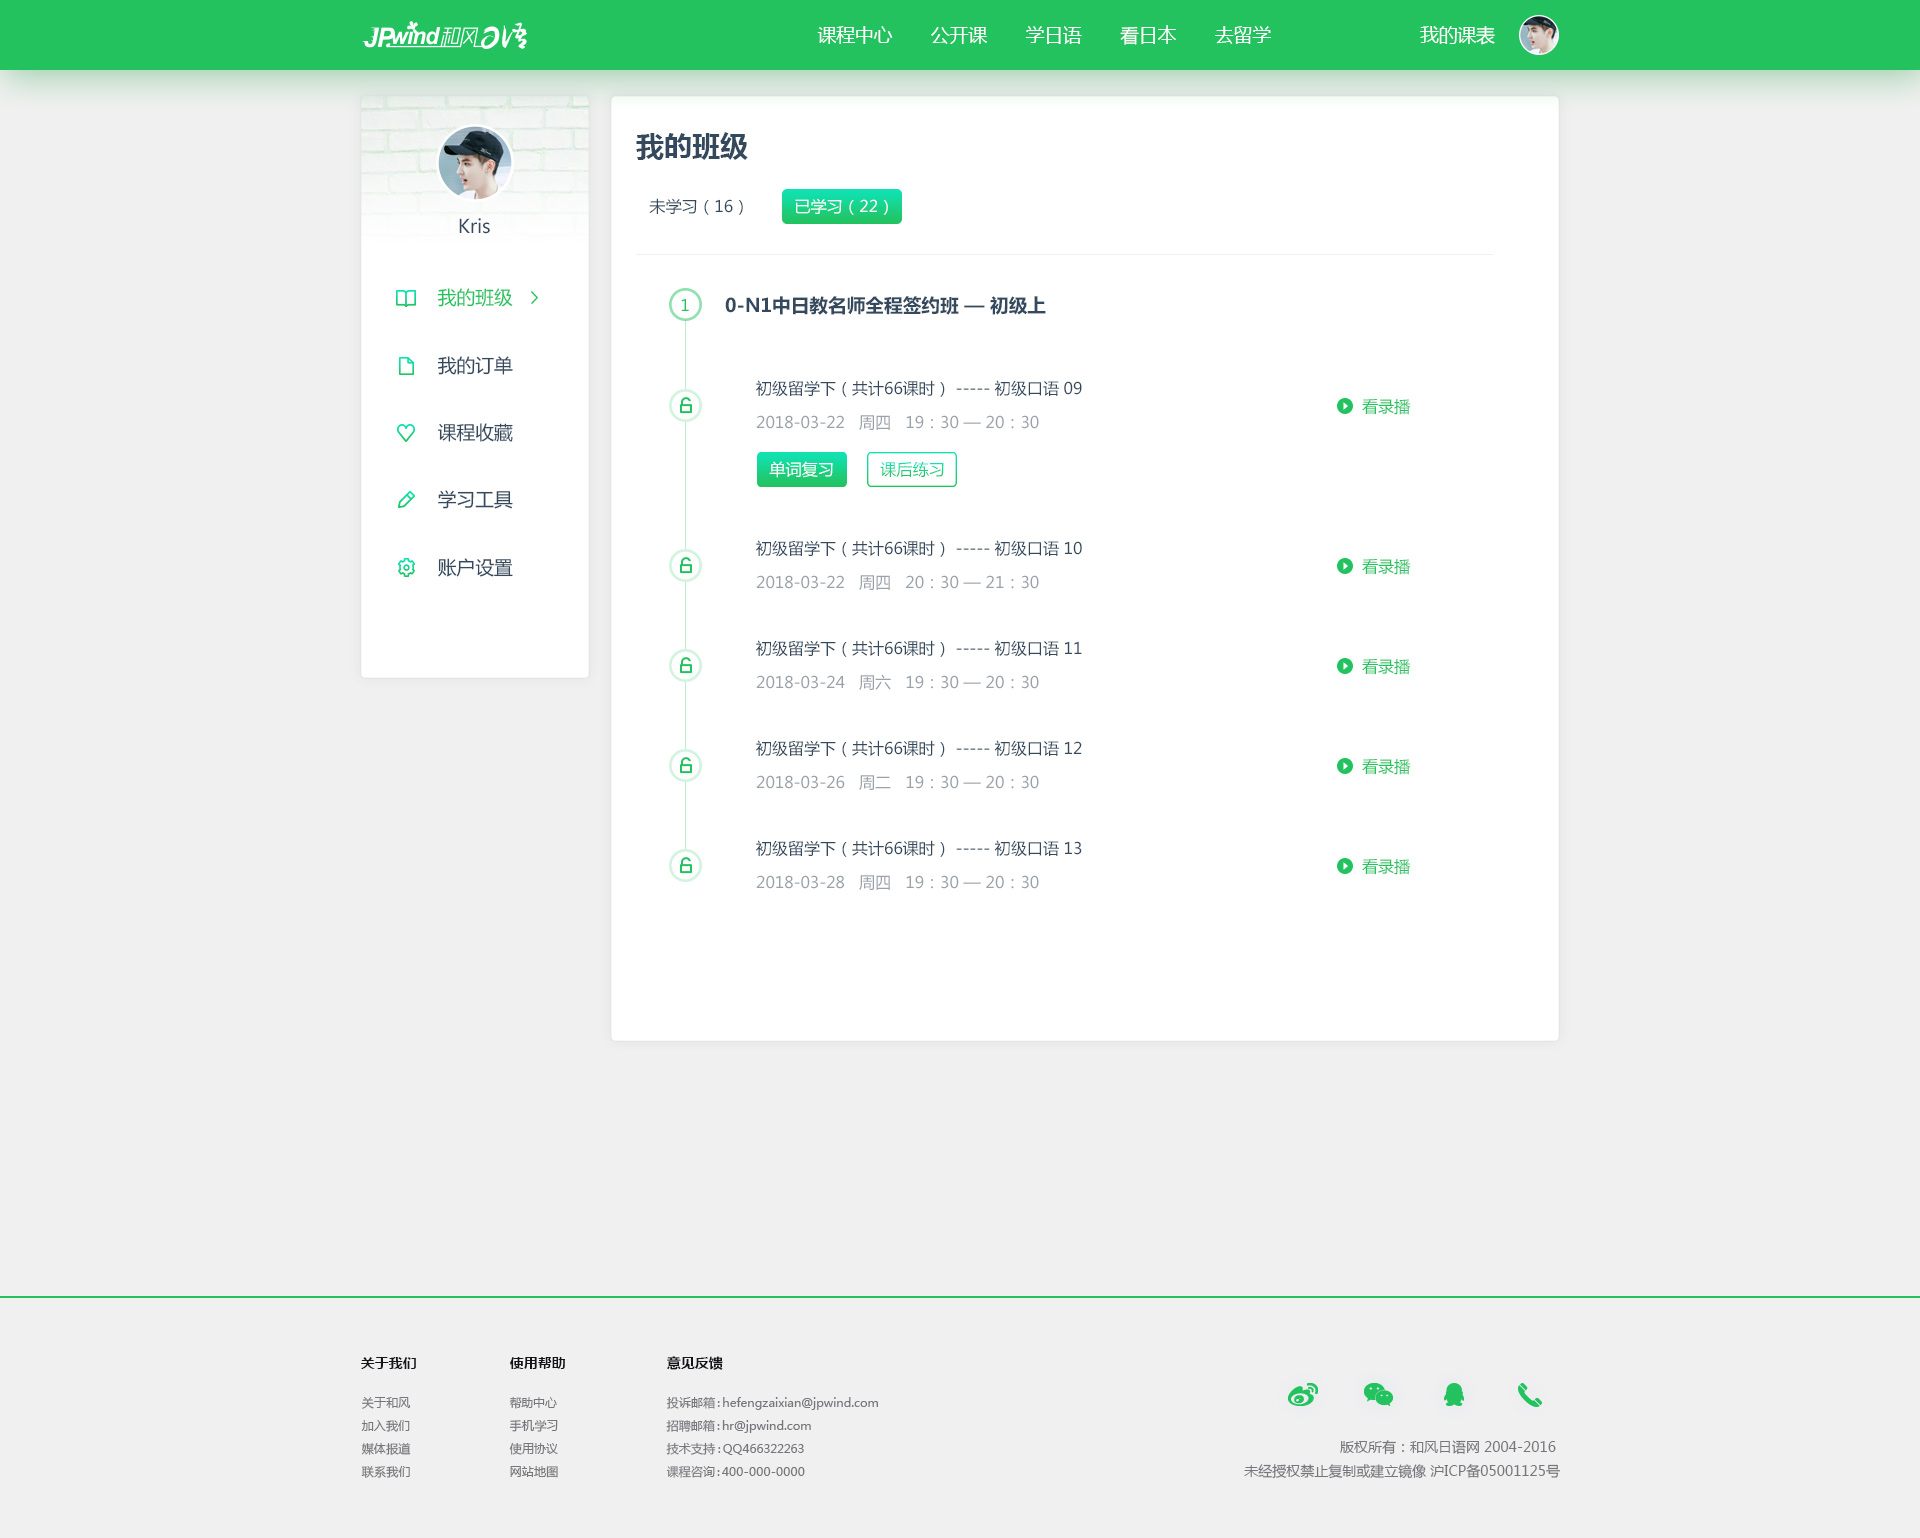 JPwind和风日语
课程中心 公开课 学日语 看日本 去留学 我的课表
Kris
我的班级
我的订单
课程收藏
学习工具
账户设置
我的班级
未学习（16） 已学习（22）
1 0-N1中日教名师全程签约班 — 初级上
初级留学下（共计66课时） ----- 初级口语 09
2018-03-22 周四 19：30 — 20：30
看录播
单词复习 课后练习
初级留学下（共计66课时） ----- 初级口语 10
2018-03-22 周四 20：30 — 21：30
看录播
初级留学下（共计66课时） ----- 初级口语 11
2018-03-24 周六 19：30 — 20：30
看录播
初级留学下（共计66课时） ----- 初级口语 12
2018-03-26 周二 19：30 — 20：30
看录播
初级留学下（共计66课时） ----- 初级口语 13
2018-03-28 周四 19：30 — 20：30
看录播
关于我们
关于和风
加入我们
媒体报道
联系我们
使用帮助
帮助中心
手机学习
使用协议
网站地图
意见反馈
投诉邮箱:hefengzaixian@jpwind.com
招聘邮箱:hr@jpwind.com
技术支持:QQ466322263
课程咨询:400-000-0000
版权所有：和风日语网 2004-2016
未经授权禁止复制或建立镜像 沪ICP备05001125号